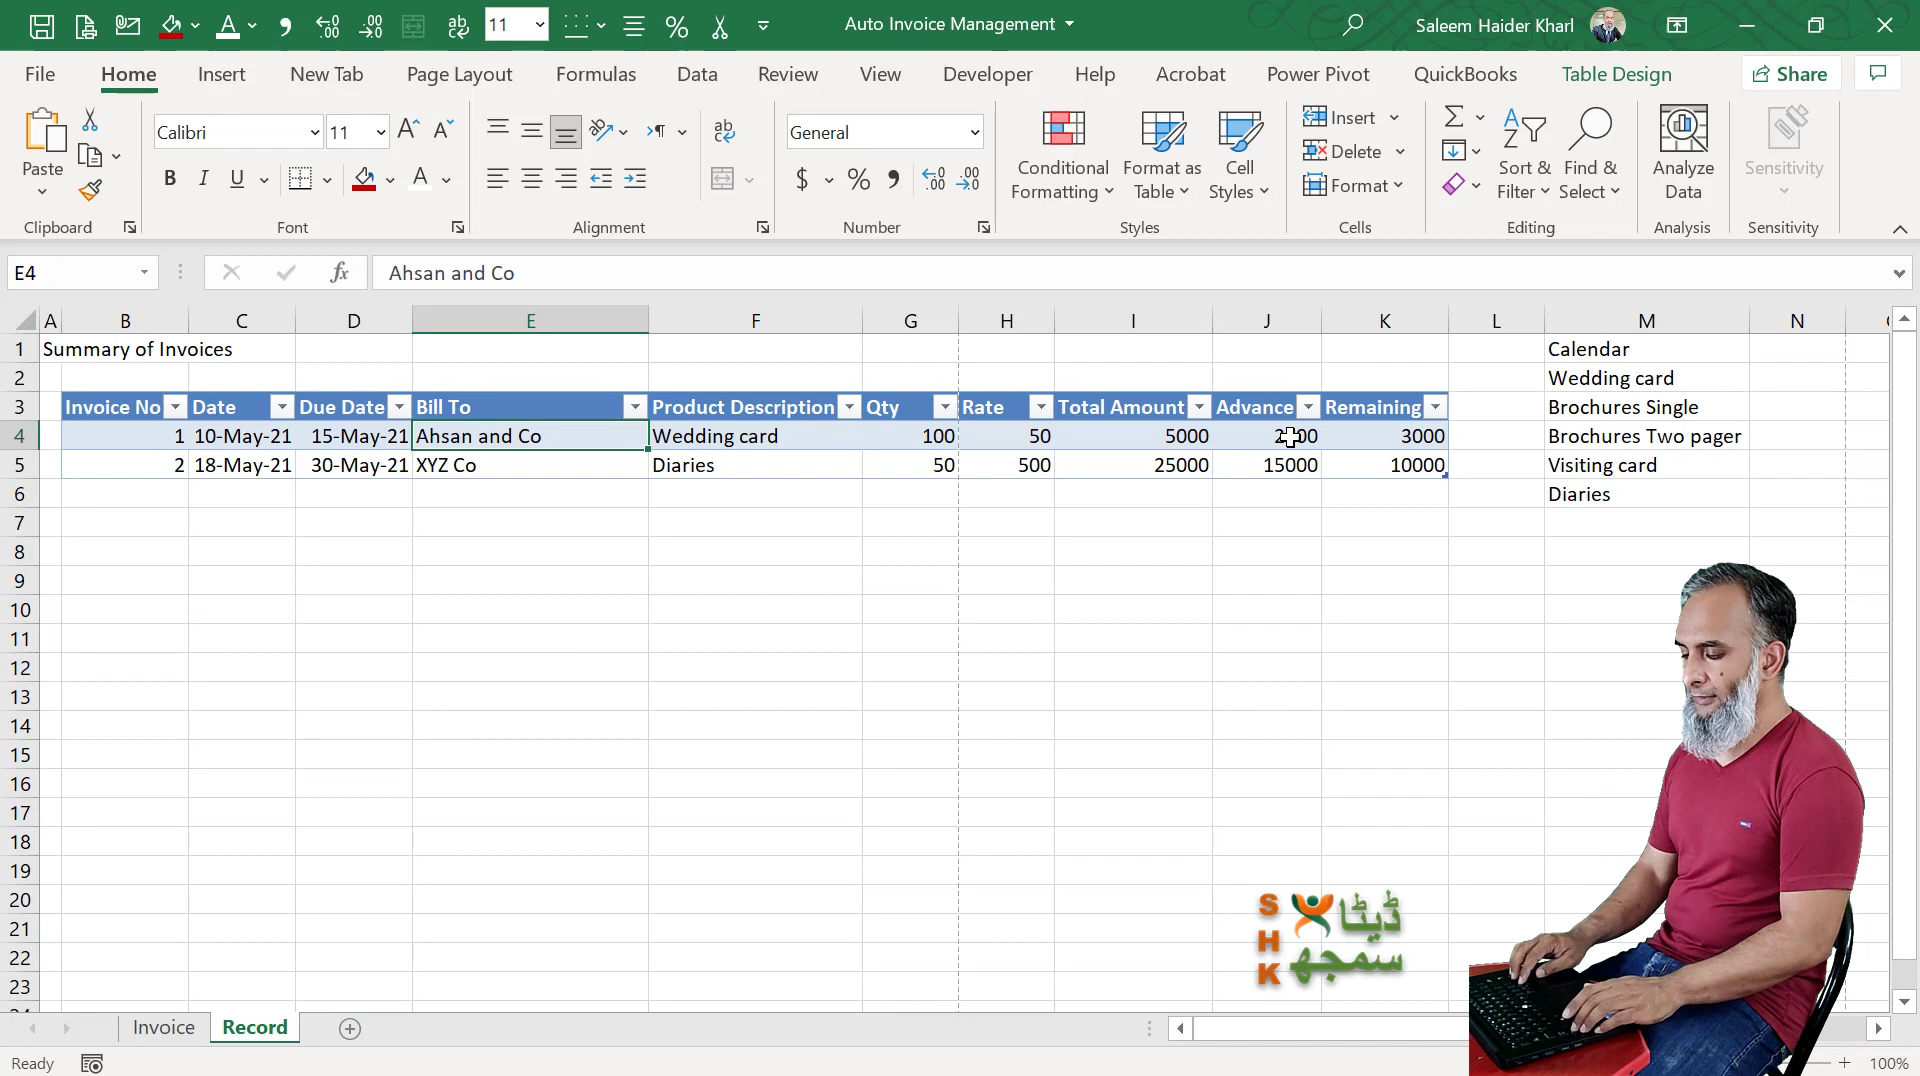 11
Auto Invoice Management
Saleem Haider Kharl
File Home Insert New Tab Page Layout Formulas Data Review View Developer Help Acrobat Power Pivot QuickBooks Table Design Share
Paste
Calibri 11
General
Conditional Formatting
Format as Table
Cell Styles
Insert
Delete
Format
Sort & Filter
Find & Select
Analyze Data
Sensitivity
Clipboard Font Alignment Number Styles Cells Editing Analysis Sensitivity
E4 fx Ahsan and Co
A B C D E F G H I J K L M N
1 Summary of Invoices Calendar
2 Wedding card
3 Invoice No Date Due Date Bill To Product Description Qty Rate Total Amount Advance Remaining Brochures Single
4 1 10-May-21 15-May-21 Ahsan and Co Wedding card 100 50 5000 3000 Brochures Two pager
5 2 18-May-21 30-May-21 XYZ Co Diaries 50 500 25000 15000 10000 Visiting card
6 Diaries
7
8
9
10
11
12
13
14
15
16
17
18
19
20
21
22
23
SHK
ڈیٹا
سمجھ
Invoice Record
Ready 100%